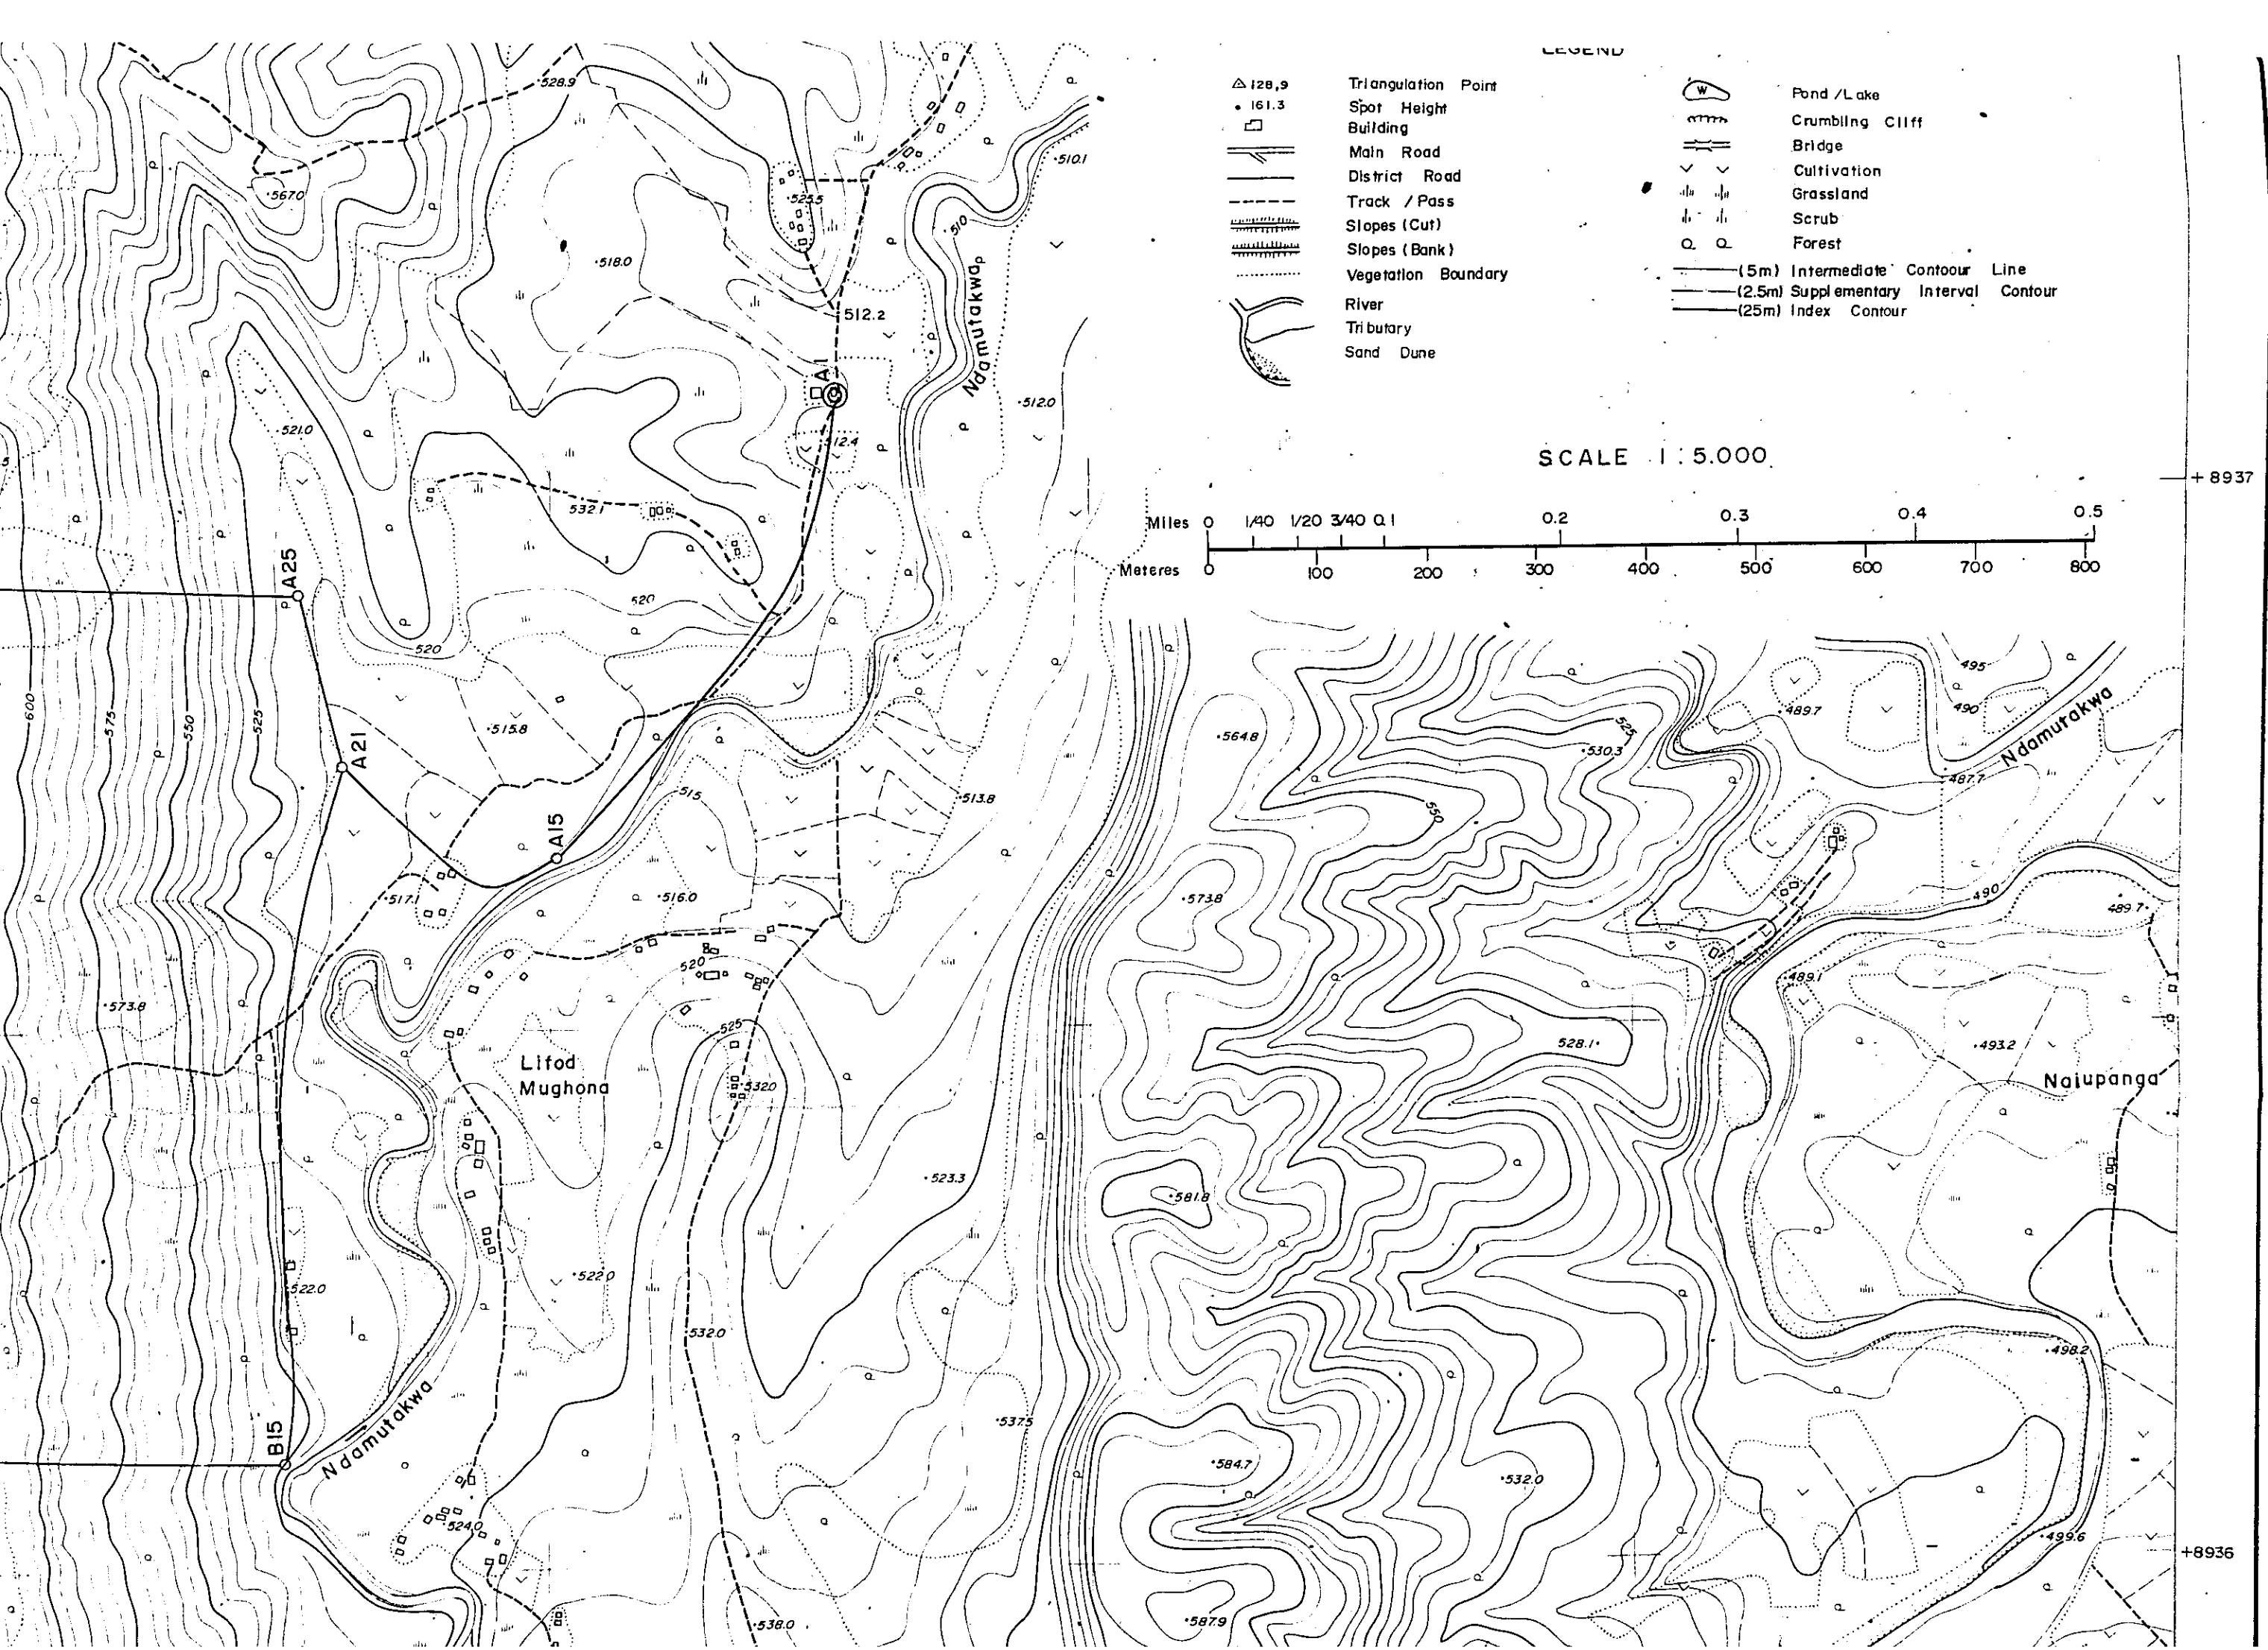 LEGEND
△ 128,9 Triangulation Point
• 161.3 Spot Height
Building
Main Road
District Road
Track / Pass
Slopes (Cut)
Slopes (Bank)
Vegetation Boundary
River
Tributary
Sand Dune
W Pond /Lake
Crumbling Cliff
Bridge
Cultivation
Grassland
Scrub
Forest
(5m) Intermediate Contoour Line
(2.5m) Supplementary Interval Contour
(25m) Index Contour
SCALE 1:5.000
Miles 0 1/40 1/20 3/40 0.1 0.2 0.3 0.4 0.5
Meteres 0 100 200 300 400 500 600 700 800
+ 8937
+8936
528.9
567.0
525.5
510.1
510
518.0
512.2
Ndamutakwa
A1
512.0
512.4
521.0
532.1
A25
520
520
600
575
550
525
A21
515.8
515
513.8
A15
517.1
516.0
520
573.8
525
Lifod
Mughona
532.0
523.3
522.0
522.0
532.0
B15
Ndamutakwa
537.5
524.0
538.0
564.8
525
530.3
489.7
495
490
Ndamutakwa
487.7
550
573.8
490
489.7
489.1
528.1
493.2
Naiupanga
581.8
498.2
584.7
532.0
499.6
587.9